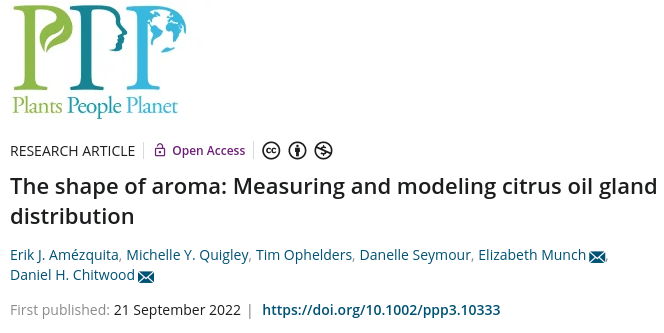 PPP
Plants People Planet
RESEARCH ARTICLE Open Access cc
The shape of aroma: Measuring and modeling citrus oil gland
distribution
Erik J. Amézquita, Michelle Y. Quigley, Tim Ophelders, Danelle Seymour, Elizabeth Munch,
Daniel H. Chitwood
First published: 21 September 2022 | https://doi.org/10.1002/ppp3.10333